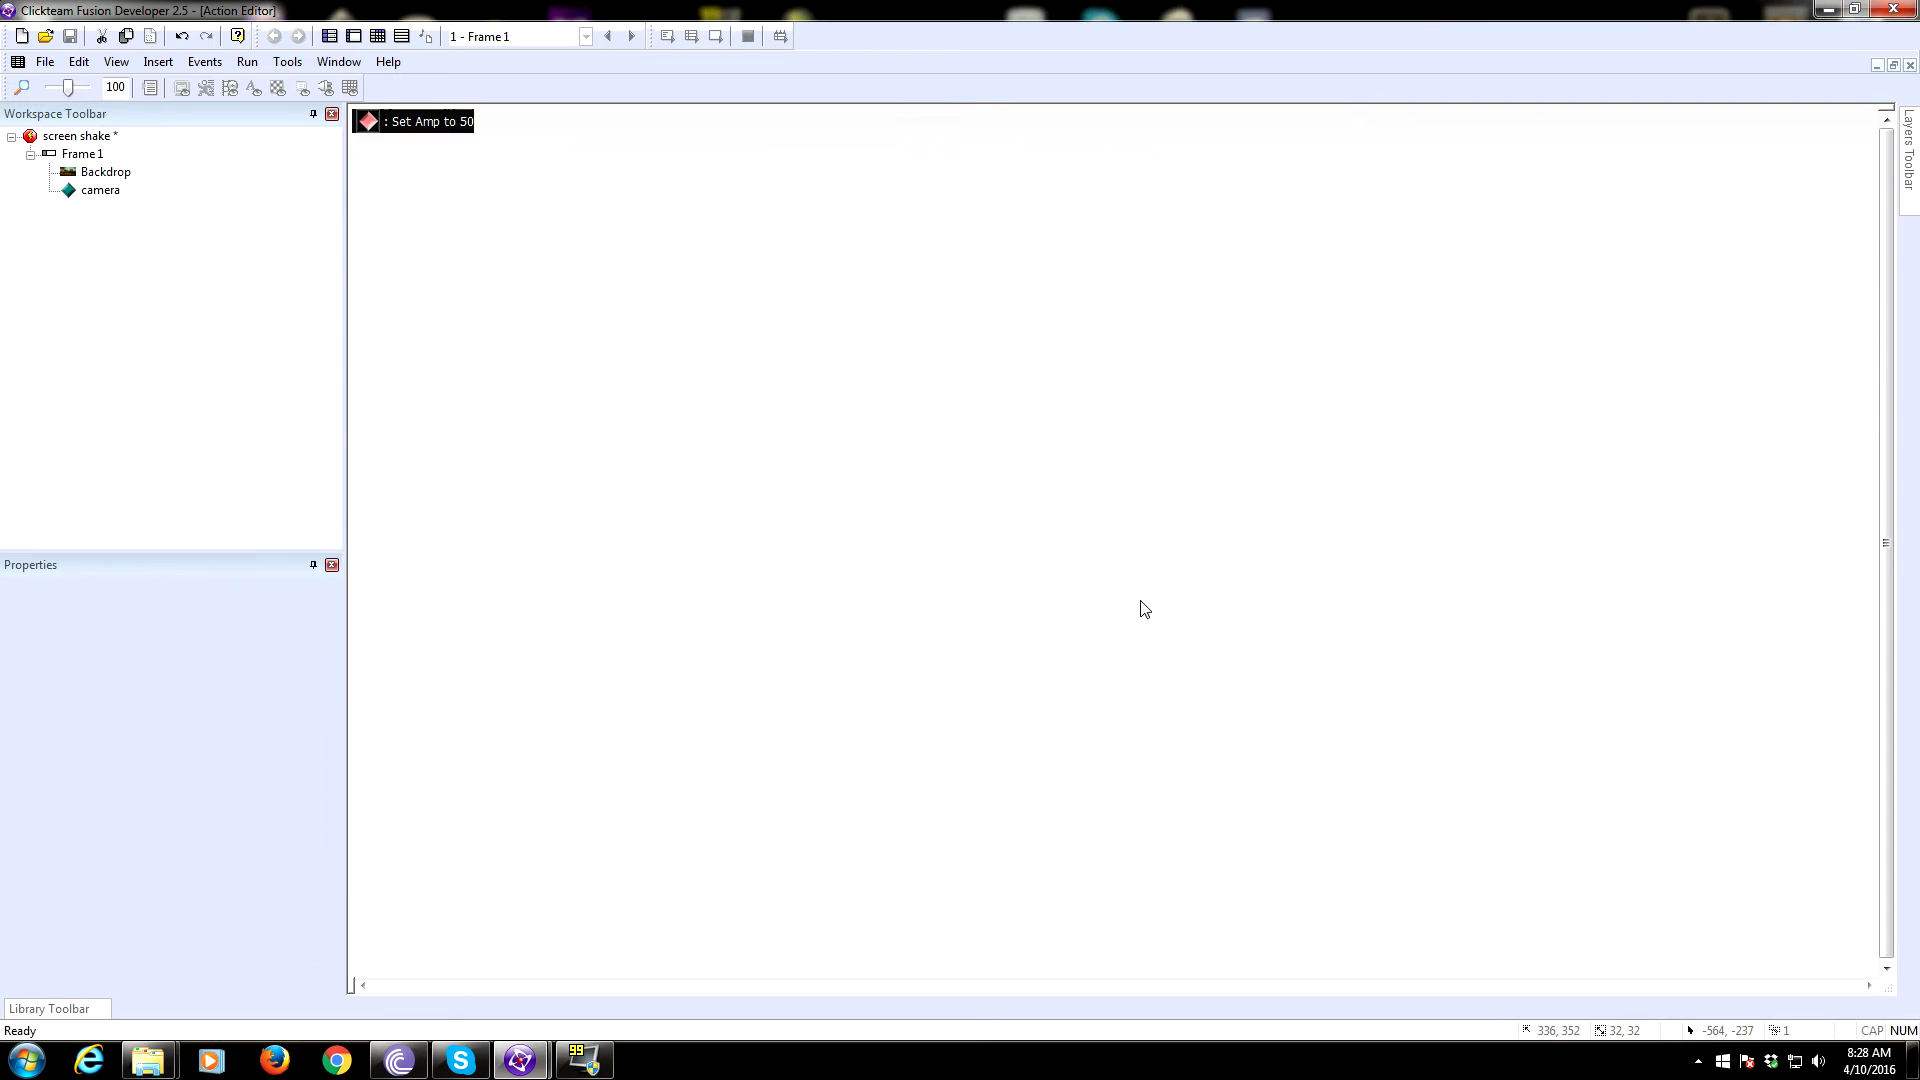 Clickteam Fusion Developer 2.5 - [Action Editor]
1 - Frame 1
File Edit View Insert Events Run Tools Window Help
100
Workspace Toolbar
: Set Amp to 50
Layers Toolbar
screen shake *
Frame 1
Backdrop
camera
Properties
Library Toolbar
Ready
336, 352
32, 32
-564, -237
1
CAP NUM
99
8:28 AM
4/10/2016